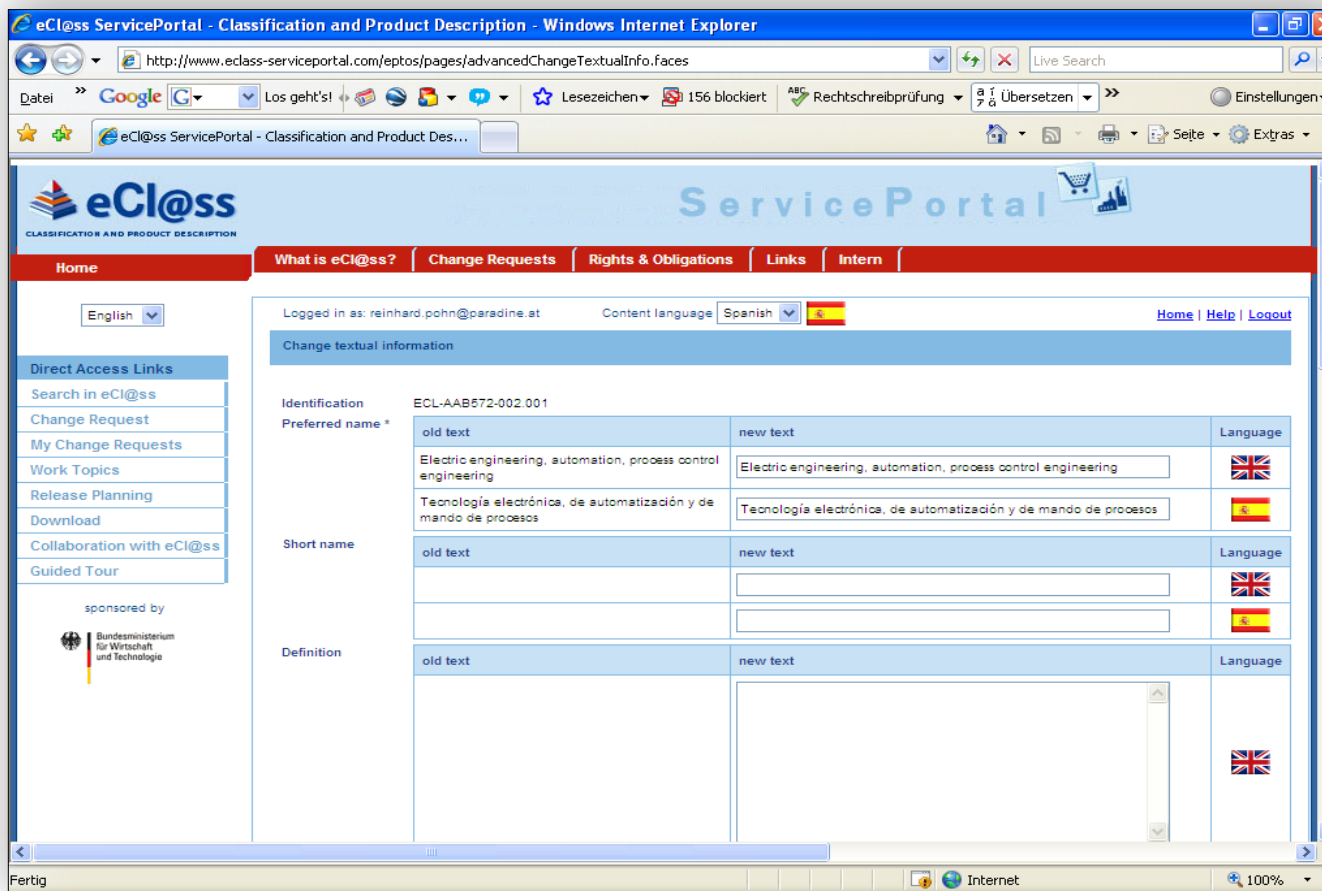 eCl@ss ServicePortal - Classification and Product Description - Windows Internet Explorer
http://www.eclass-serviceportal.com/eptos/pages/advancedChangeTextualInfo.faces
Live Search
Datei » Google G Los geht's! Lesezeichen 156 blockiert ABC Rechtschreibprüfung Übersetzen » Einstellungen
eCl@ss ServicePortal - Classification and Product Des... Seite Extras
eCl@ss ServicePortal
CLASSIFICATION AND PRODUCT DESCRIPTION
Home What is eCl@ss? Change Requests Rights & Obligations Links Intern
English Logged in as: reinhard.pohn@paradine.at Content language Spanish Home | Help | Logout
Change textual information
Direct Access Links
Search in eCl@ss
Change Request
My Change Requests
Work Topics
Release Planning
Download
Collaboration with eCl@ss
Guided Tour
sponsored by
Bundesministerium
für Wirtschaft
und Technologie
Identification ECL-AAB572-002.001
Preferred name *
old text new text Language
Electric engineering, automation, process control
engineering
Electric engineering, automation, process control engineering
Tecnología electrónica, de automatización y de
mando de procesos
Tecnología electrónica, de automatización y de mando de procesos
Short name
old text new text Language
Definition
old text new text Language
Fertig Internet 100%